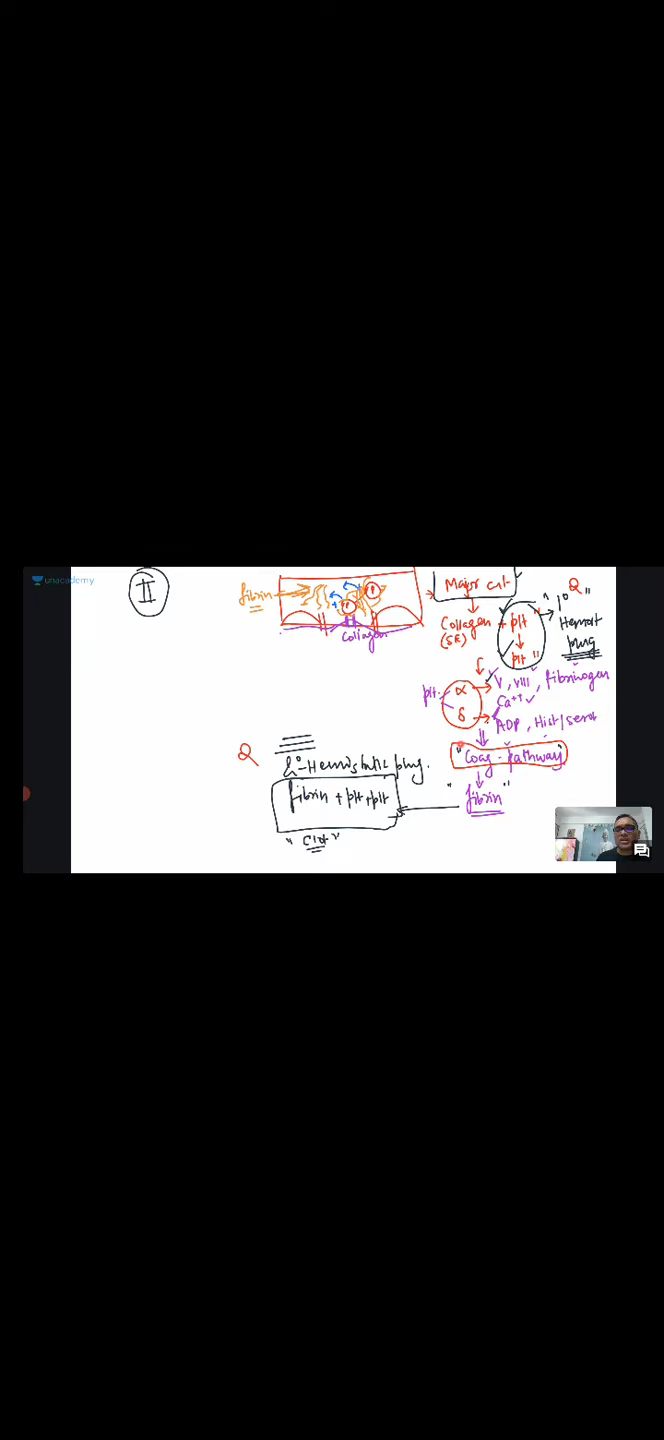 unacademy
II
fibrin
Collagen
Major cut
Collagen + plt
(SE)
plt"
1°
Q"
Hemost
plug
plt.
α
δ
V, VIII, fibrinogen
Ca++
ADP, Hist/serot
"Coag. pathway"
"fibrin"
Q
2°-Hemostatic plug.
fibrin + plt + plt
"Clot"